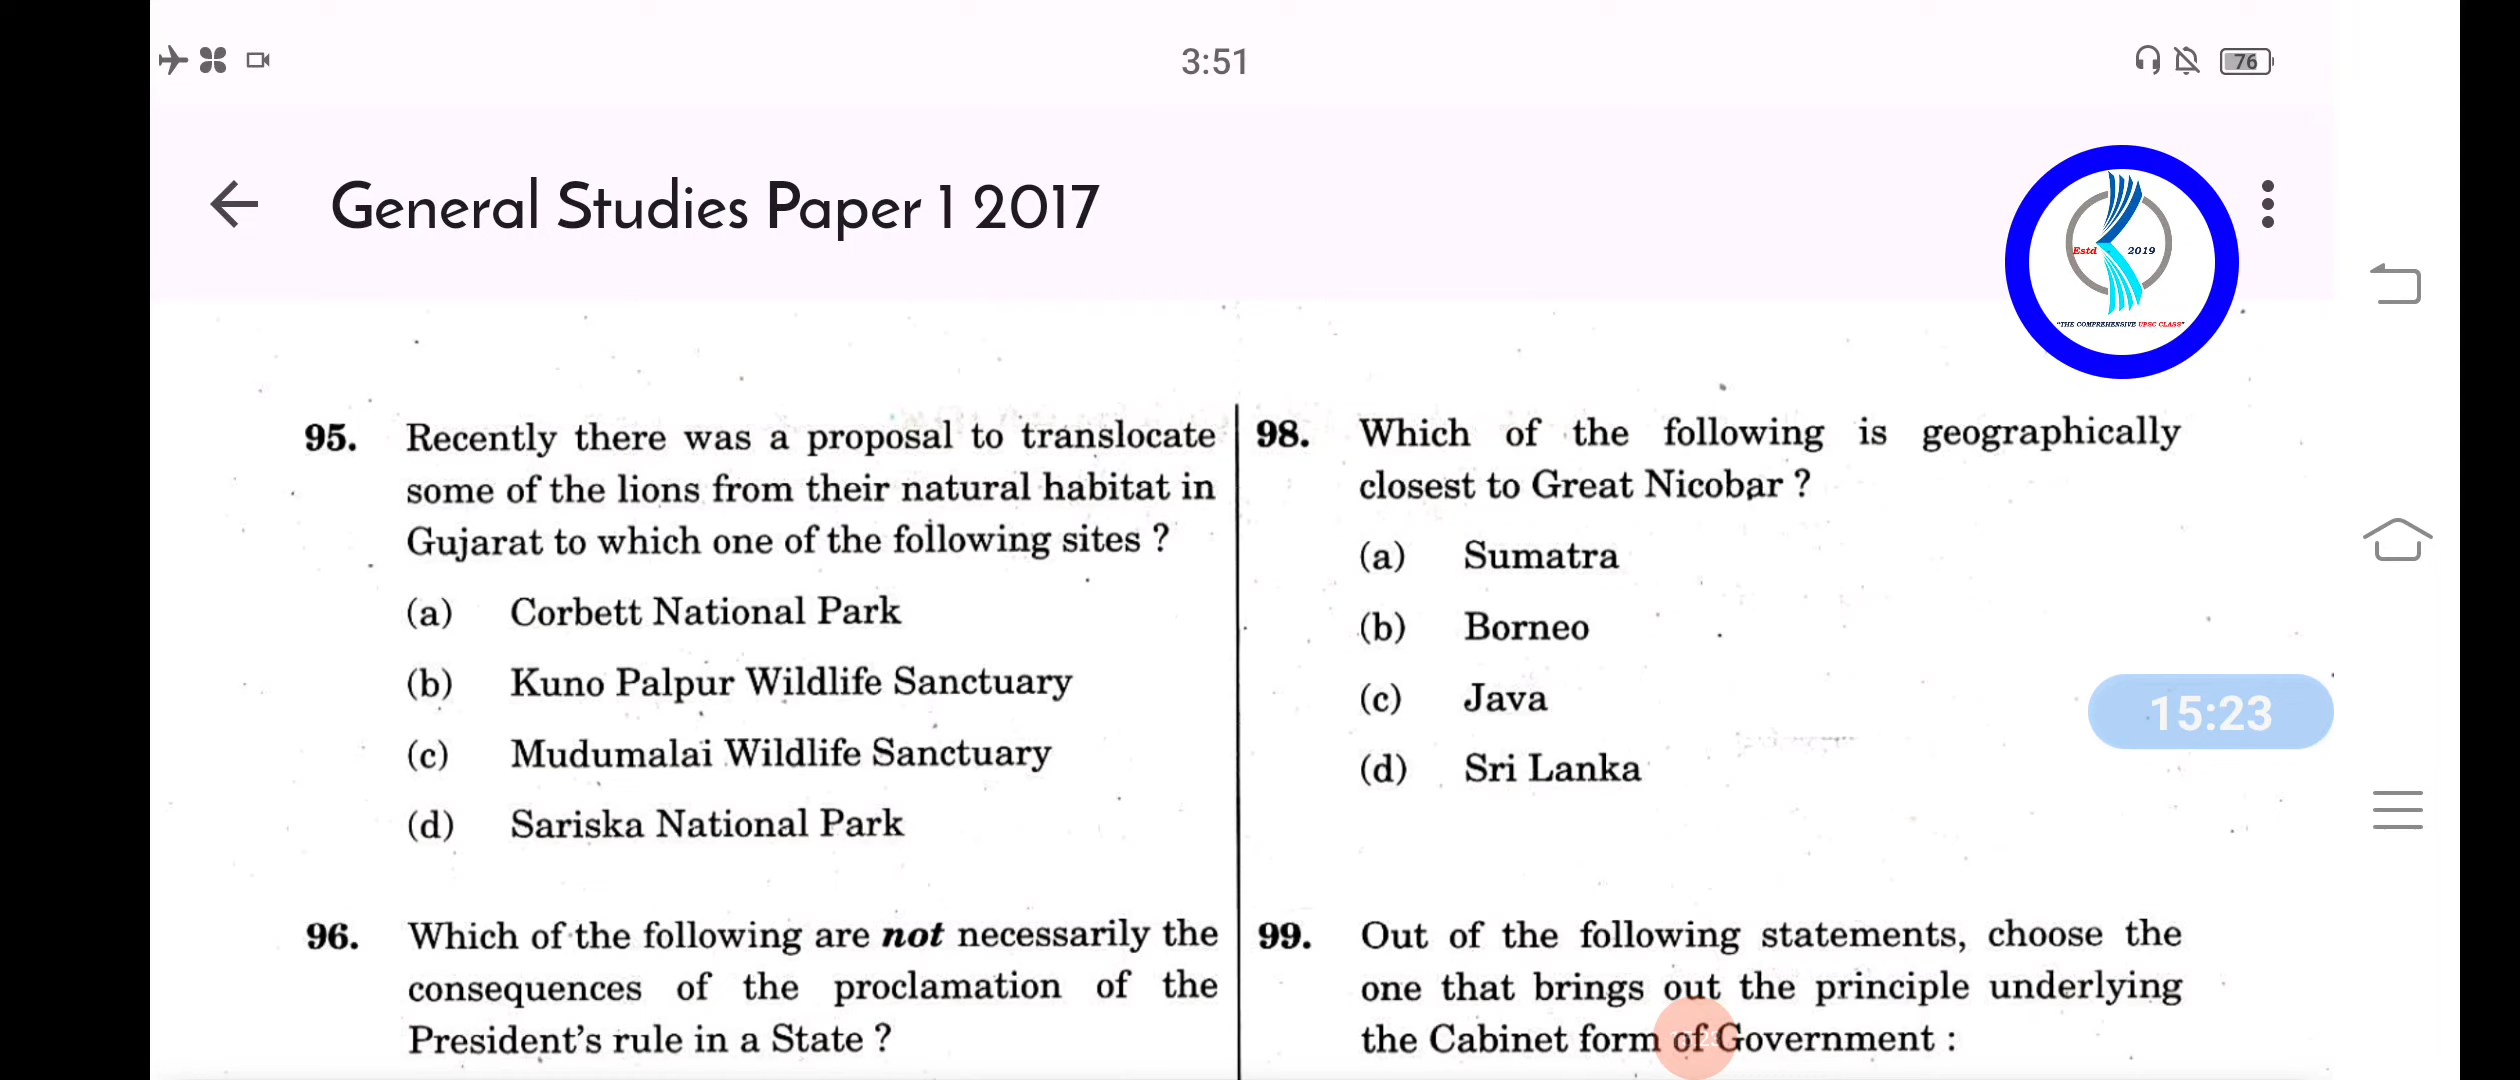 3:51
76
General Studies Paper 1 2017
Estd 2019
"THE COMPREHENSIVE UPSC CLASS"
95. Recently there was a proposal to translocate
some of the lions from their natural habitat in
Gujarat to which one of the following sites ?
(a) Corbett National Park
(b) Kuno Palpur Wildlife Sanctuary
(c) Mudumalai Wildlife Sanctuary
(d) Sariska National Park
96. Which of the following are not necessarily the
consequences of the proclamation of the
President's rule in a State ?
98. Which of the following is geographically
closest to Great Nicobar ?
(a) Sumatra
(b) Borneo
(c) Java
(d) Sri Lanka
15:23
99. Out of the following statements, choose the
one that brings out the principle underlying
the Cabinet form of Government :